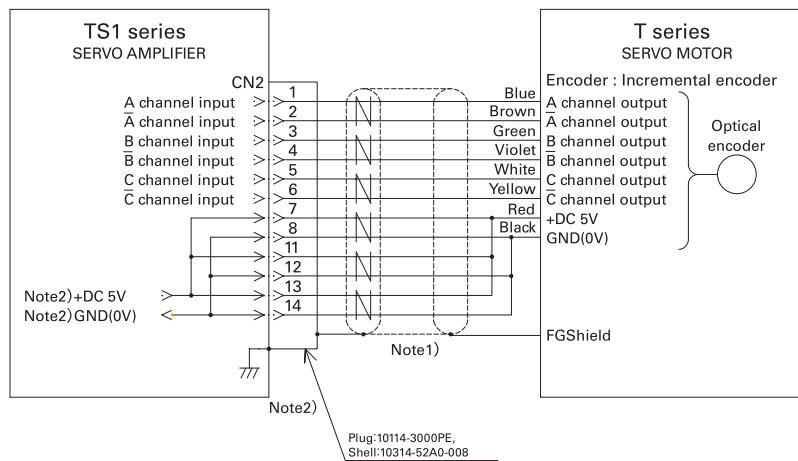 TS1 series
SERVO AMPLIFIER
T series
SERVO MOTOR
CN2
Encoder : Incremental encoder
A channel input
1
Blue
A channel output
A̅ channel input
2
Brown
A̅ channel output
B channel input
3
Green
B channel output
B̅ channel input
4
Violet
B̅ channel output
C channel input
5
White
C channel output
C̅ channel input
6
Yellow
C̅ channel output
Optical
encoder
7
Red
+DC 5V
8
Black
GND(0V)
11
12
13
14
Note2)+DC 5V
Note2)GND(0V)
Note1)
FGShield
Note2)
Plug:10114-3000PE,
Shell:10314-52A0-008